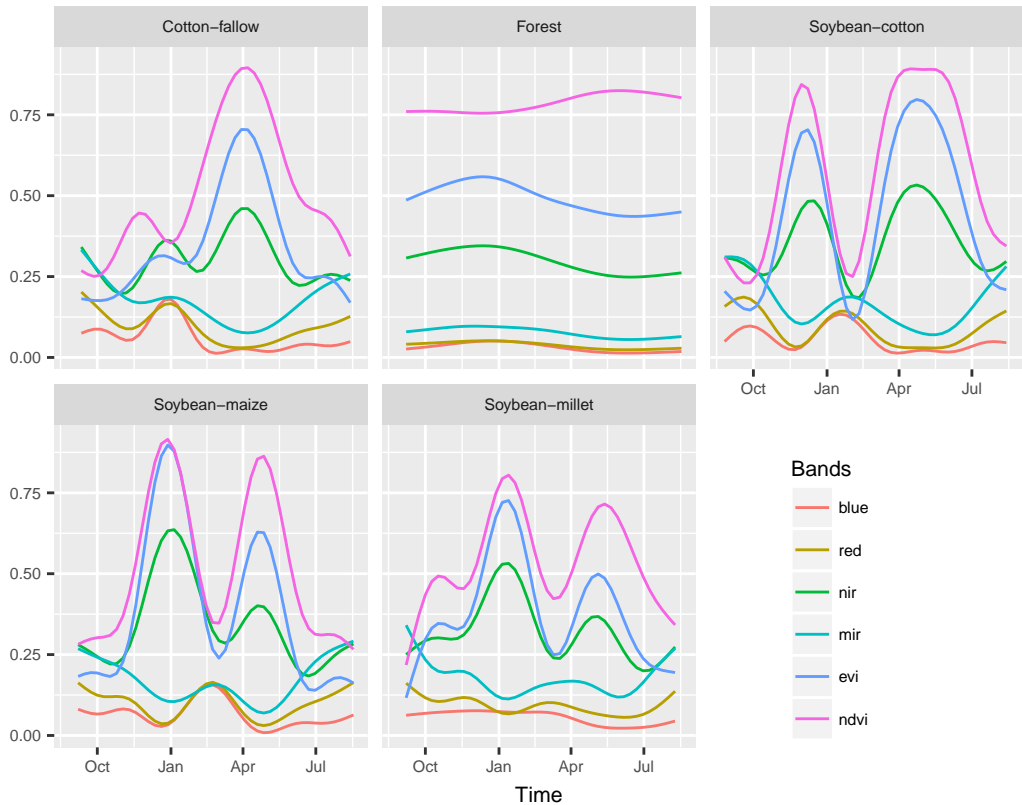 Cotton−fallow Forest Soybean−cotton
0.75
0.50
0.25
0.00
Oct Jan Apr Jul
Soybean−maize Soybean−millet
0.75
0.50
0.25
0.00
Oct Jan Apr Jul Oct Jan Apr Jul
Time
Bands
blue
red
nir
mir
evi
ndvi